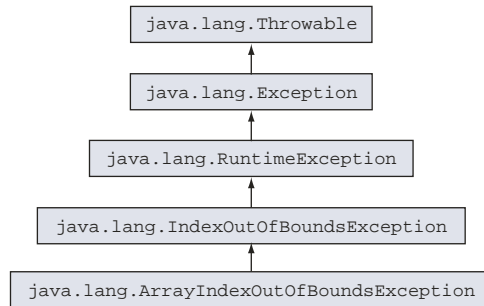 java.lang.Throwable
java.lang.Exception
java.lang.RuntimeException
java.lang.IndexOutOfBoundsException
java.lang.ArrayIndexOutOfBoundsException